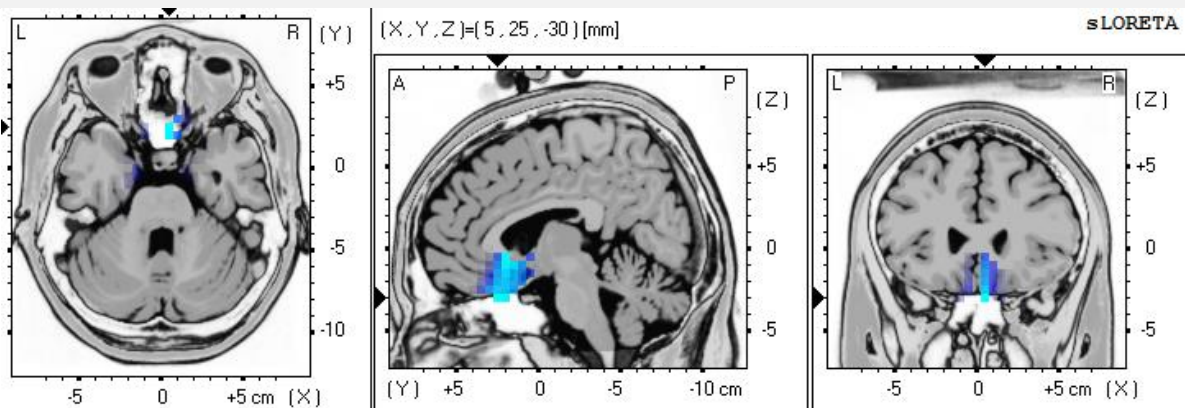 (X,Y,Z)=(5,25,-30)[mm] sLORETA
L R (Y)
+5
0
-5
-10
-5 0 +5 cm (X)
A P (Z)
+5
0
-5
(Y) +5 0 -5 -10 cm
L R (Z)
+5
0
-5
-5 0 +5 cm (X)